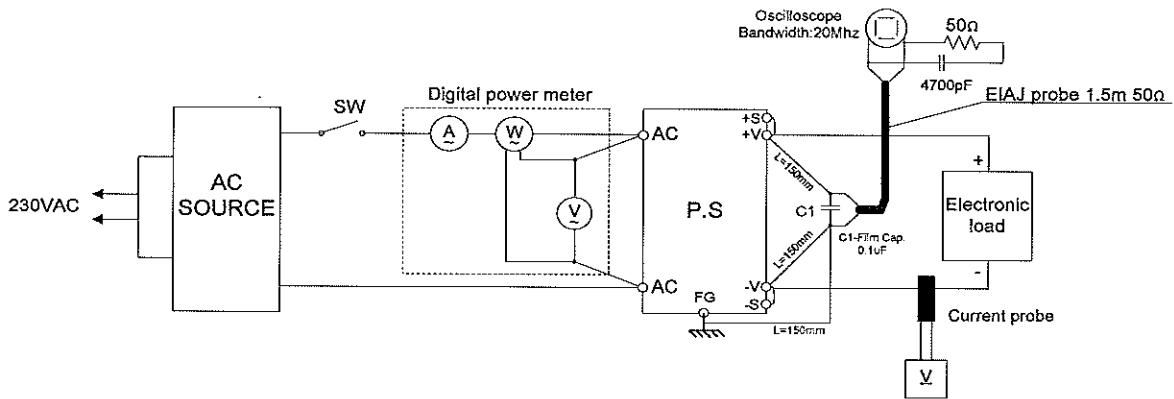 Oscilloscope
Bandwidth:20Mhz
50Ω
4700pF
EIAJ probe 1.5m 50Ω
Digital power meter
SW
A
W
V
AC
AC
230VAC
AC
SOURCE
P.S
+S
+V
-V
-S
FG
L=150mm
L=150mm
L=150mm
C1
C1-Film Cap.
0.1uF
+
Electronic
load
-
Current probe
V